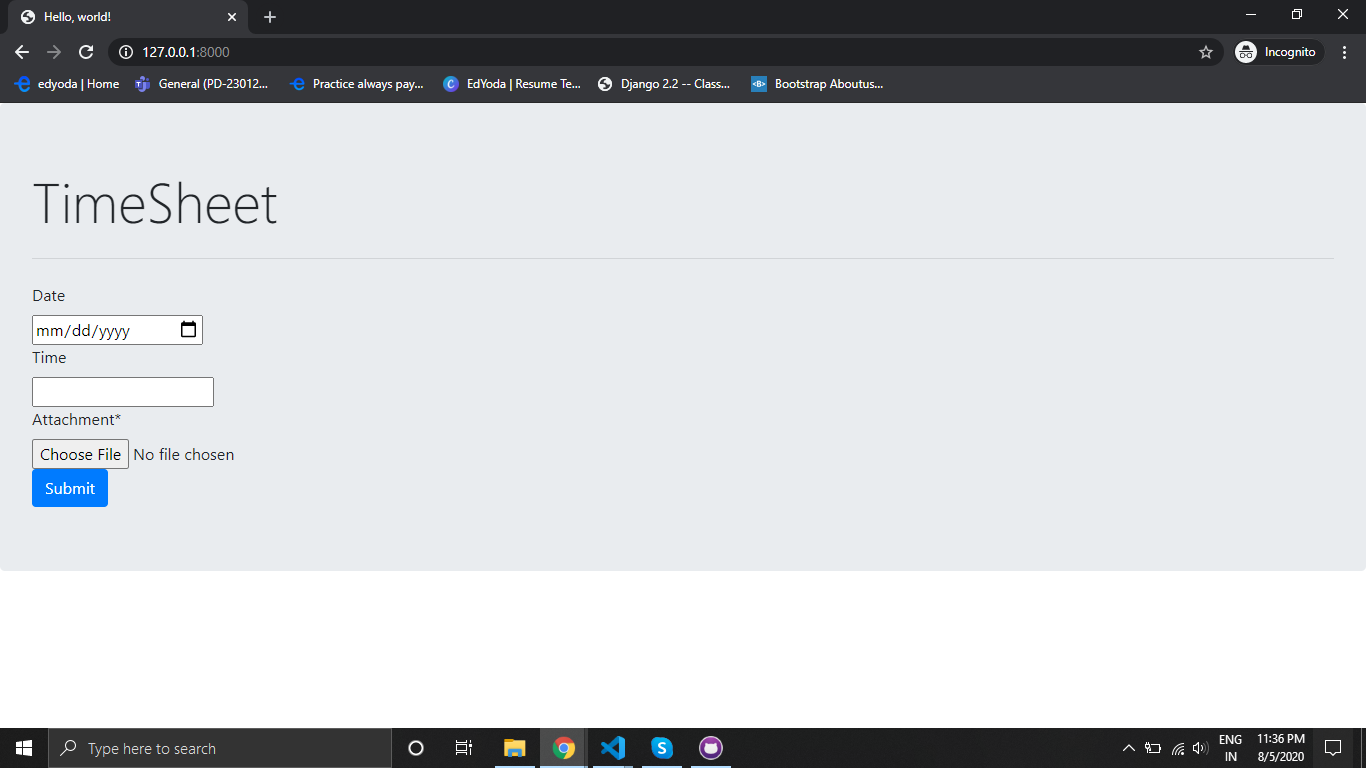 Hello, world!
127.0.0.1:8000
Incognito
edyoda | Home
General (PD-23012...
Practice always pay...
C
EdYoda | Resume Te...
Django 2.2 -- Class...
<B>
Bootstrap Aboutus...
TimeSheet
Date
mm/dd/yyyy
Time
Attachment*
Choose File No file chosen
Submit
Type here to search
S
ENG
IN
11:36 PM
8/5/2020